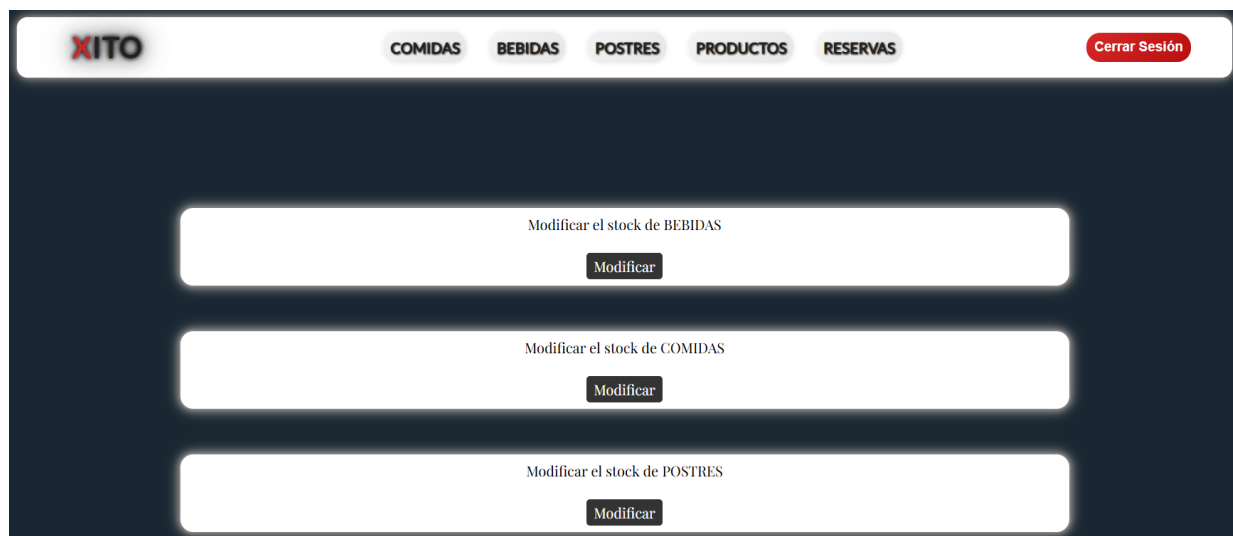 XITO COMIDAS BEBIDAS POSTRES PRODUCTOS RESERVAS Cerrar Sesión
Modificar el stock de BEBIDAS
Modificar
Modificar el stock de COMIDAS
Modificar
Modificar el stock de POSTRES
Modificar